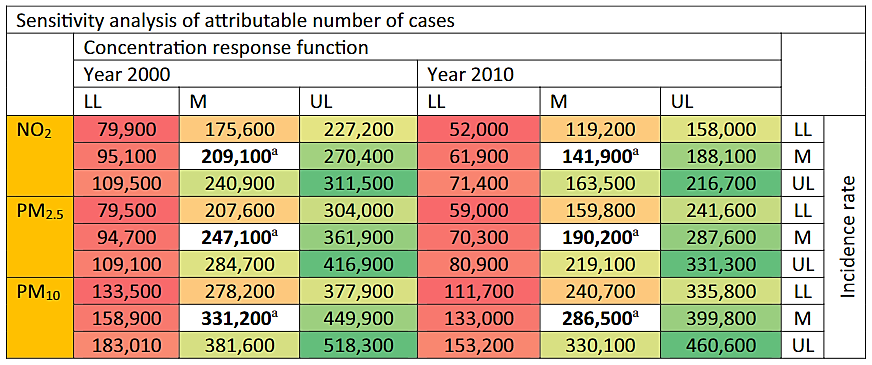 Sensitivity analysis of attributable number of cases
Concentration response function
Year 2000 Year 2010
LL M UL LL M UL
NO2 79,900 175,600 227,200 52,000 119,200 158,000 LL
95,100 209,100a 270,400 61,900 141,900a 188,100 M
109,500 240,900 311,500 71,400 163,500 216,700 UL
PM2.5 79,500 207,600 304,000 59,000 159,800 241,600 LL
94,700 247,100a 361,900 70,300 190,200a 287,600 M
109,100 284,700 416,900 80,900 219,100 331,300 UL
PM10 133,500 278,200 377,900 111,700 240,700 335,800 LL
158,900 331,200a 449,900 133,000 286,500a 399,800 M
183,010 381,600 518,300 153,200 330,100 460,600 UL
Incidence rate